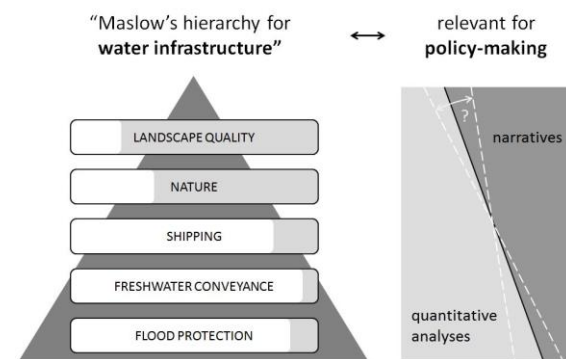 “Maslow’s hierarchy for
water infrastructure”
relevant for
policy-making
LANDSCAPE QUALITY
NATURE
SHIPPING
FRESHWATER CONVEYANCE
FLOOD PROTECTION
?
narratives
quantitative
analyses